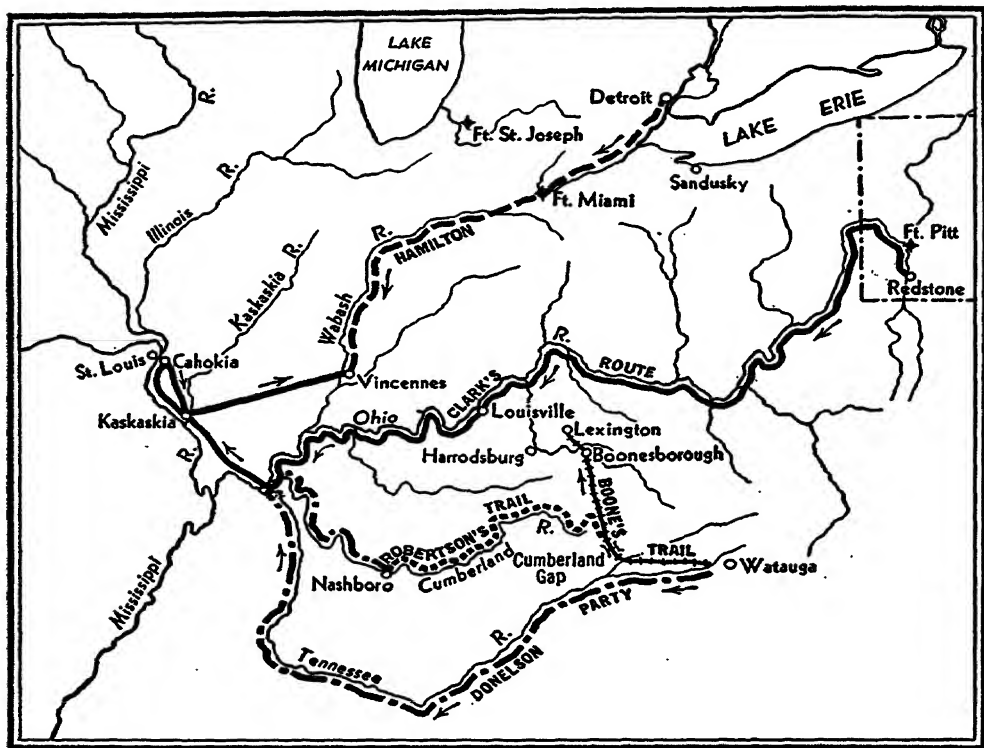 LAKE
MICHIGAN
Detroit
LAKE ERIE
Ft. St. Joseph
Sandusky
Ft. Miami
R.
Mississippi
R.
Illinois
R.
Kaskaskia
R.
HAMILTON
Wabash
Ft. Pitt
Redstone
St. Louis
Cahokia
Vincennes
Kaskaskia
R.
ROUTE
CLARK'S
Ohio
Louisville
Lexington
Harrodsburg
Boonesborough
R.
BOONE'S
TRAIL
ROBERTSON'S
TRAIL
R.
Cumberland
Nashboro
Cumberland
Gap
Watauga
PARTY
DONELSON
R.
Tennessee
Mississippi